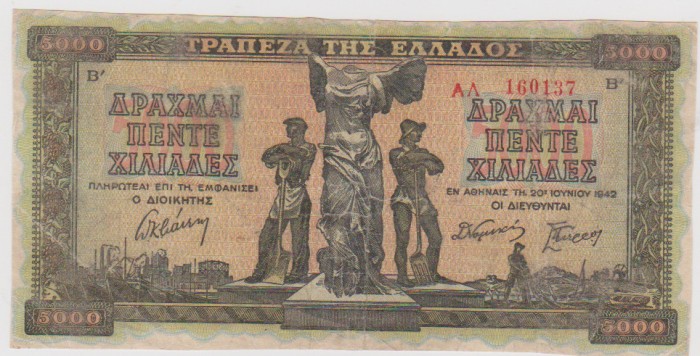 5000 ΤΡΑΠΕΖΑ ΤΗΣ ΕΛΛΑΔΟΣ 5000
Β′ ΑΛ 160137 Β′
ΔΡΑΧΜΑΙ
ΠΕΝΤΕ
ΧΙΛΙΑΔΕΣ
ΠΛΗΡΩΤΕΑΙ ΕΠΙ ΤΗ ΕΜΦΑΝΙΣΕΙ
Ο ΔΙΟΙΚΗΤΗΣ
ΔΡΑΧΜΑΙ
ΠΕΝΤΕ
ΧΙΛΙΑΔΕΣ
ΕΝ ΑΘΗΝΑΙΣ ΤΗ 20ῌ ΙΟΥΝΙΟΥ 1942
ΟΙ ΔΙΕΥΘΥΝΤΑΙ
5000 5000